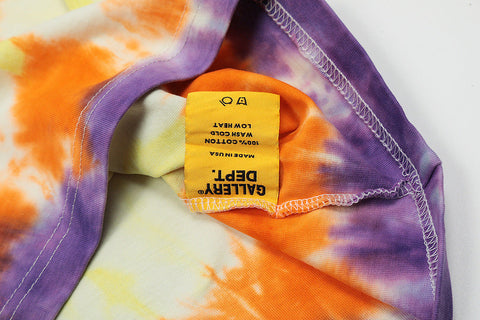 GALLERY®
DEPT.
MADE IN USA
100% COTTON
WASH COLD
LOW HEAT